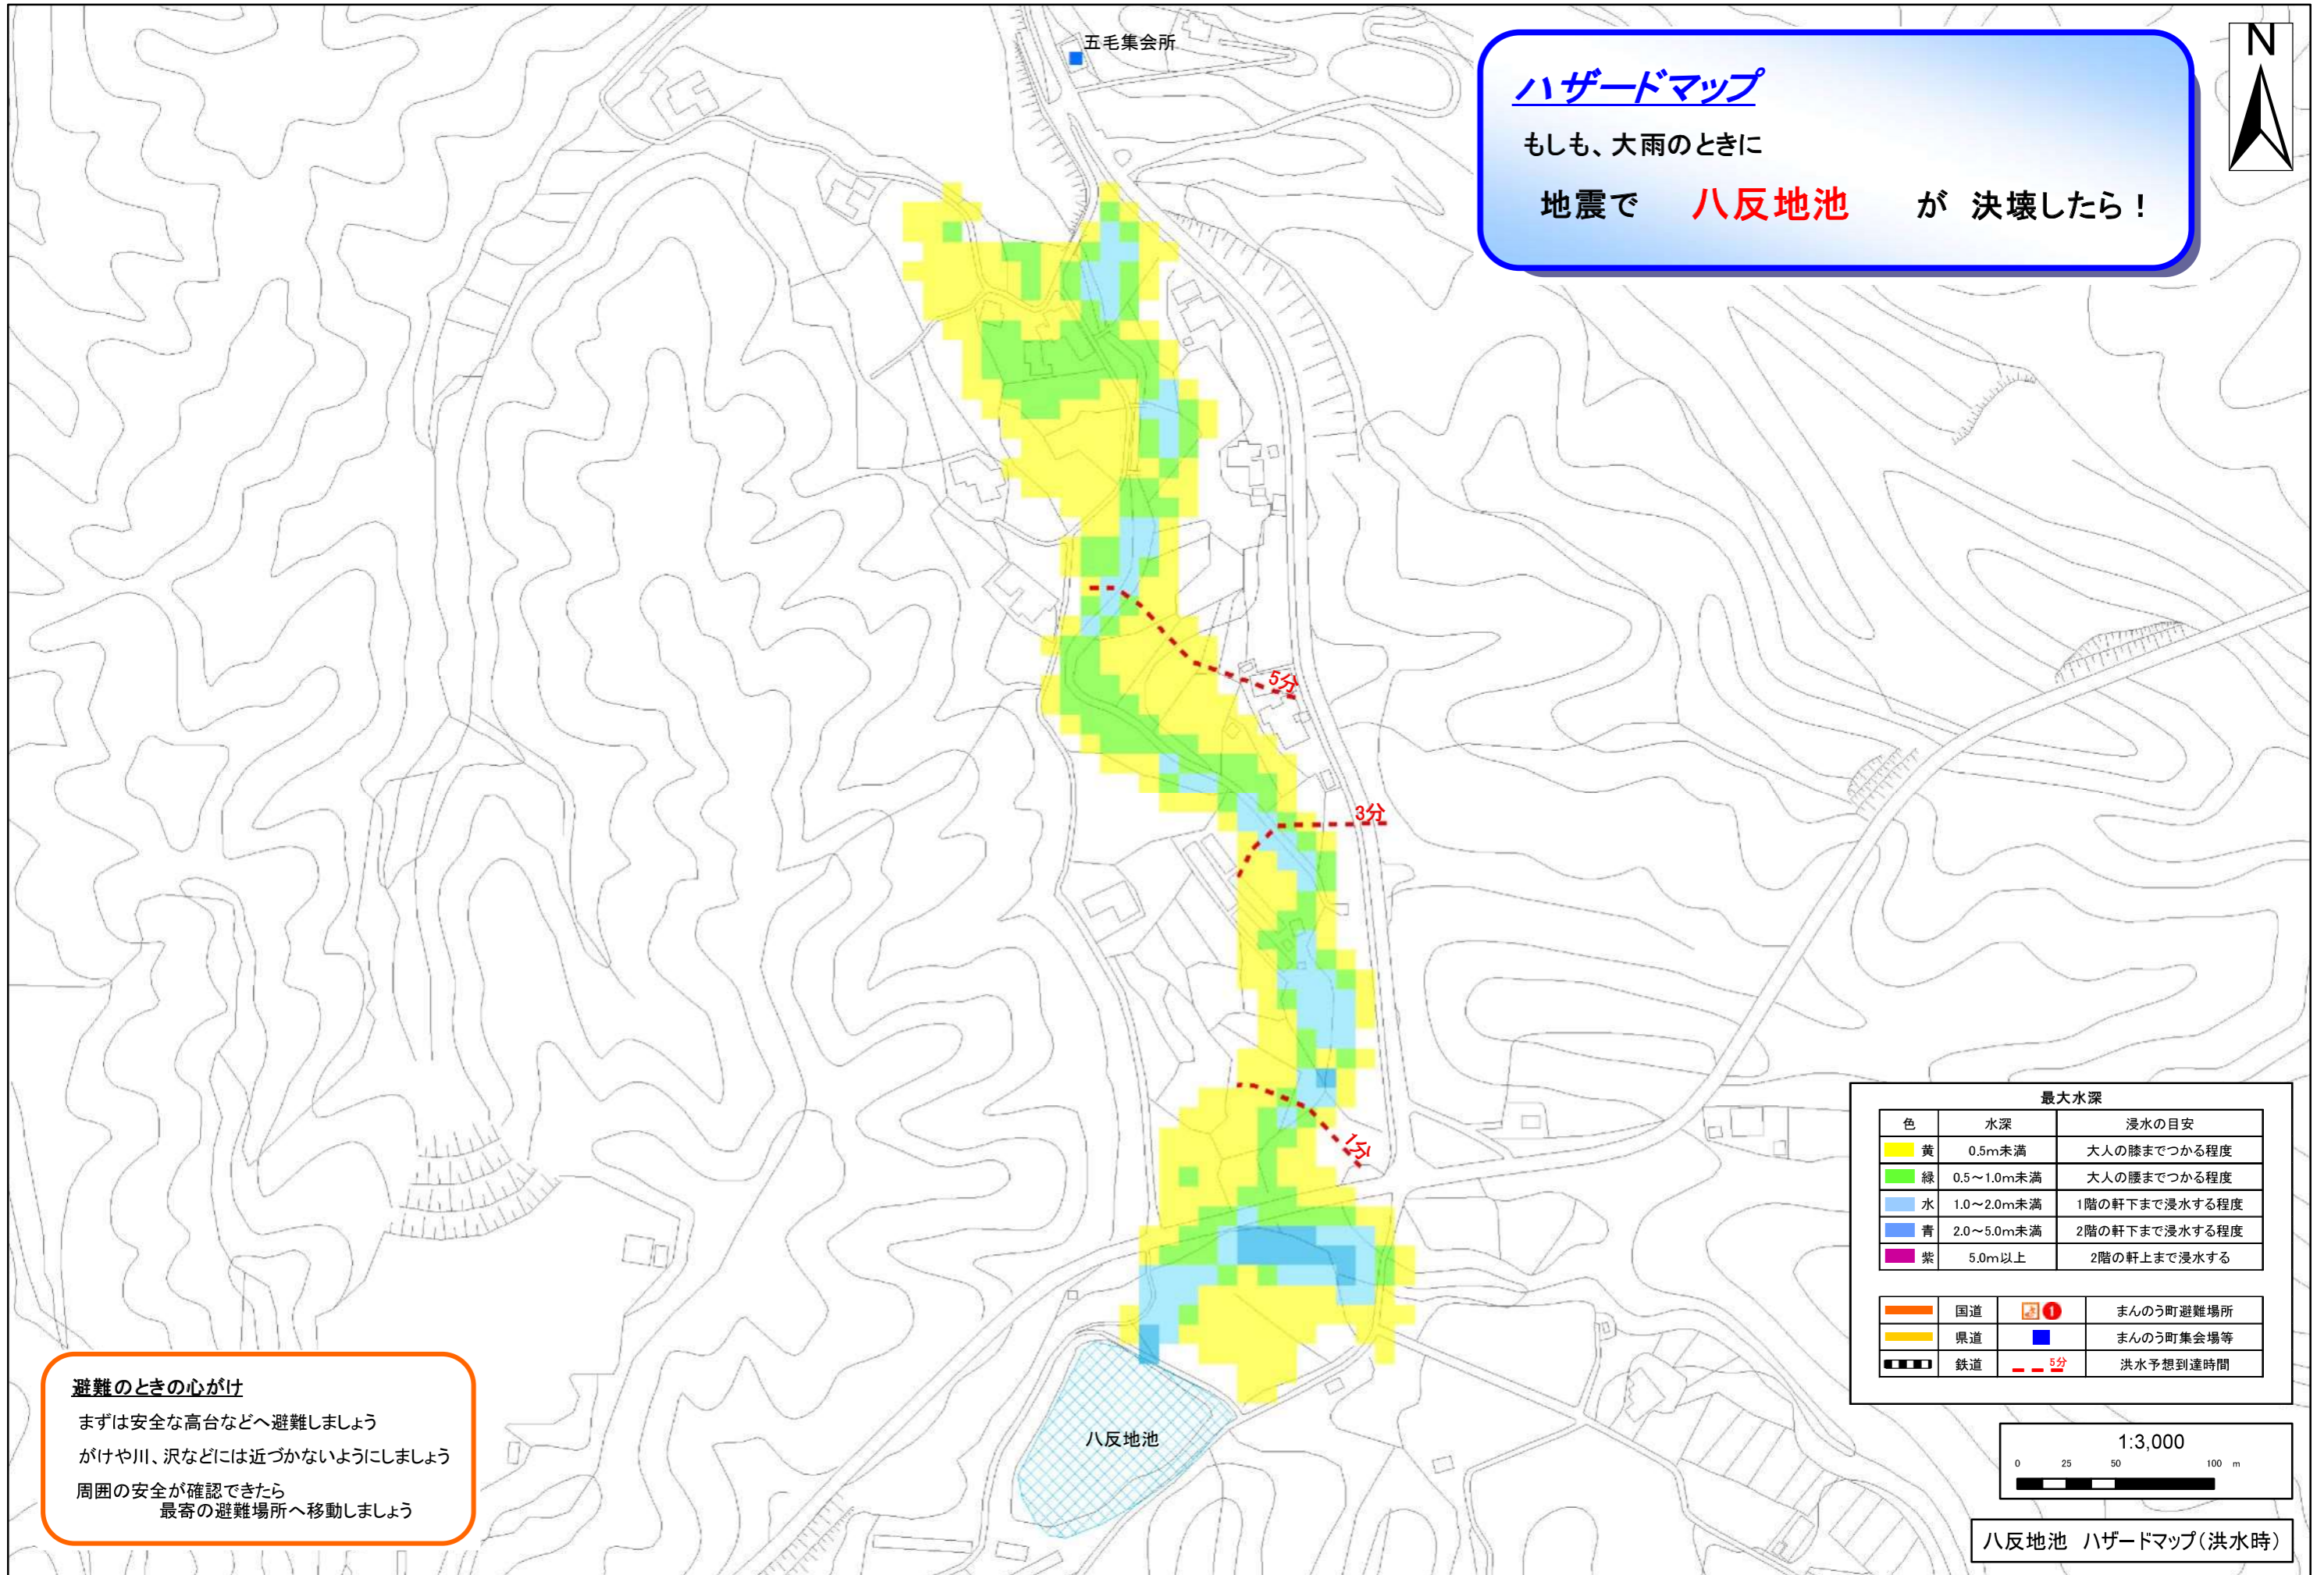 五毛集会所
ハザードマップ
もしも、大雨のときに
地震で 八反地池 が 決壊したら！
N
5分
3分
1分
八反地池
避難のときの心がけ
まずは安全な高台などへ避難しましょう
がけや川、沢などには近づかないようにしましょう
周囲の安全が確認できたら
最寄の避難場所へ移動しましょう
最大水深
色 水深 浸水の目安
黄 0.5m未満 大人の膝までつかる程度
緑 0.5～1.0m未満 大人の腰までつかる程度
水 1.0～2.0m未満 1階の軒下まで浸水する程度
青 2.0～5.0m未満 2階の軒下まで浸水する程度
紫 5.0m以上 2階の軒上まで浸水する
国道 1 まんのう町避難場所
県道 まんのう町集会場等
鉄道 5分 洪水予想到達時間
1:3,000
0 25 50 100 m
八反地池 ハザードマップ（洪水時）